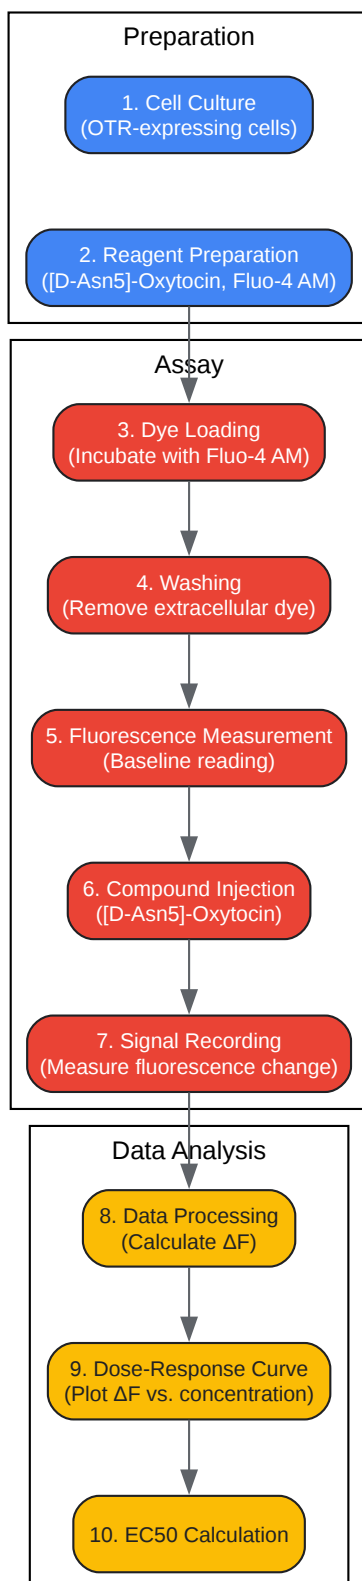 Preparation
1. Cell Culture
(OTR-expressing cells)
2. Reagent Preparation
([D-Asn5]-Oxytocin, Fluo-4 AM)
Assay
3. Dye Loading
(Incubate with Fluo-4 AM)
4. Washing
(Remove extracellular dye)
5. Fluorescence Measurement
(Baseline reading)
6. Compound Injection
([D-Asn5]-Oxytocin)
7. Signal Recording
(Measure fluorescence change)
Data Analysis
8. Data Processing
(Calculate ΔF)
9. Dose-Response Curve
(Plot ΔF vs. concentration)
10. EC50 Calculation